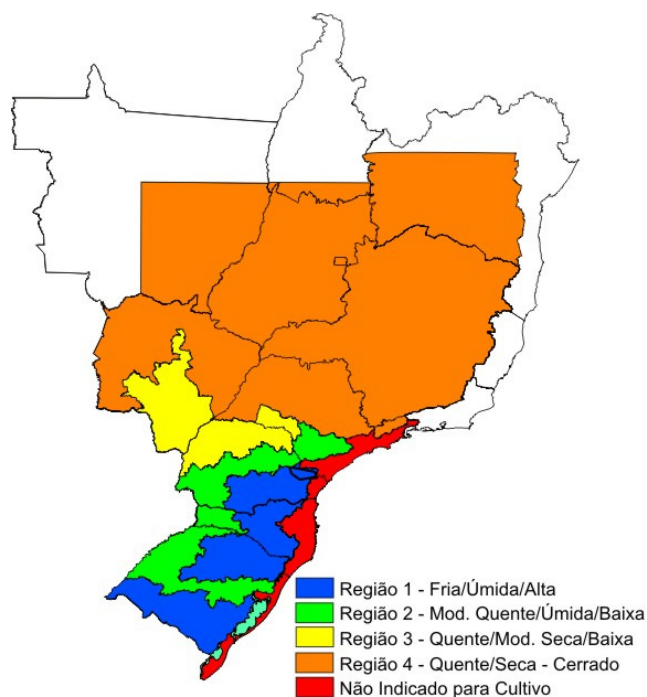 Região 1 - Fria/Úmida/Alta
Região 2 - Mod. Quente/Úmida/Baixa
Região 3 - Quente/Mod. Seca/Baixa
Região 4 - Quente/Seca - Cerrado
Não Indicado para Cultivo